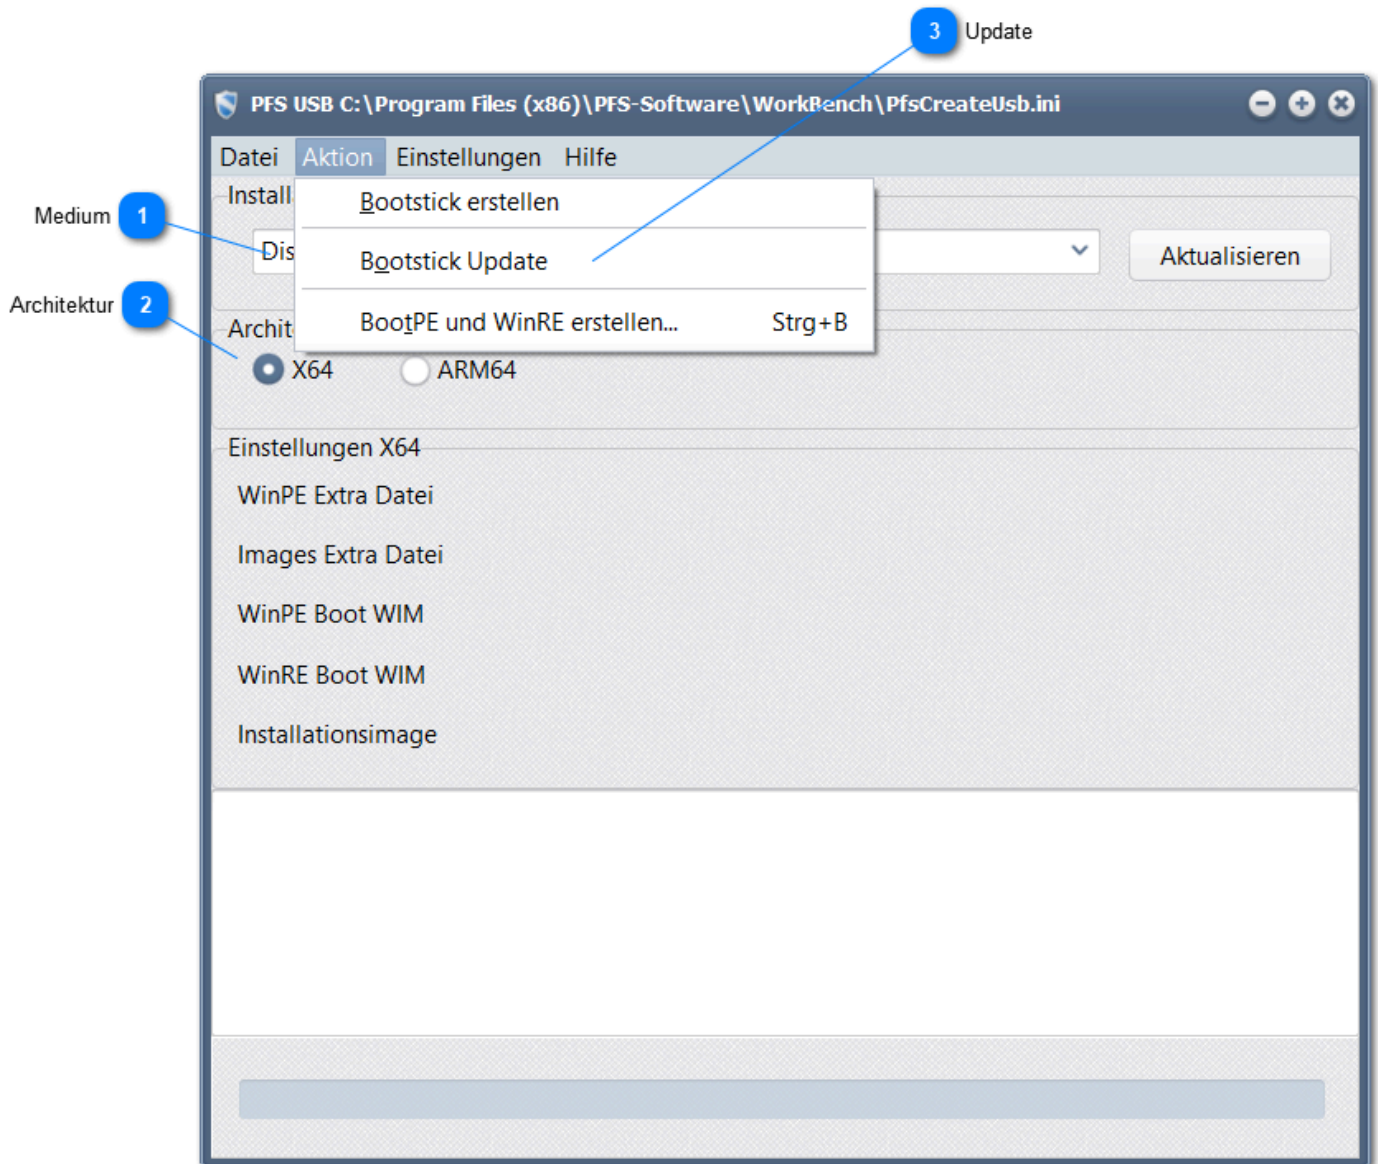 3 Update
PFS USB C:\Program Files (x86)\PFS-Software\WorkBench\PfsCreateUsb.ini
Datei Aktion Einstellungen Hilfe
Install
Bootstick erstellen
Medium 1
Dis
Bootstick Update
Aktualisieren
Architektur 2
Archit
BootPE und WinRE erstellen... Strg+B
X64 ARM64
Einstellungen X64
WinPE Extra Datei
Images Extra Datei
WinPE Boot WIM
WinRE Boot WIM
Installationsimage